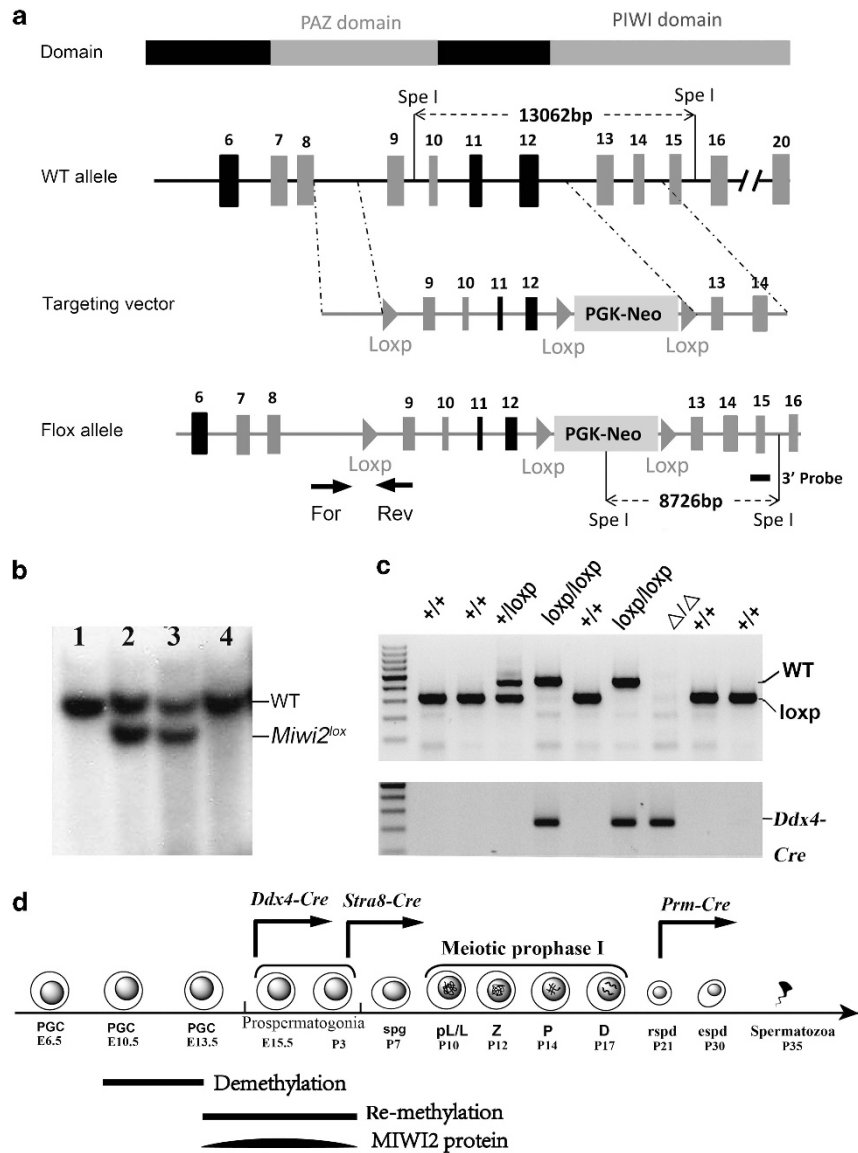 a
PAZ domain PIWI domain
Domain
Spe I Spe I
13062bp
6 7 8 9 10 11 12 13 14 15 16 20
WT allele
9 10 11 12 13 14
Targeting vector
PGK-Neo
Loxp Loxp Loxp
6 7 8 9 10 11 12 13 14 15 16
Flox allele
PGK-Neo
Loxp Loxp Loxp
3' Probe
For Rev
8726bp
Spe I Spe I
b
1 2 3 4
WT
Miwi2lox
c
+/+ +/+ +/loxp loxp/loxp +/+ loxp/loxp △/△ +/+ +/+
WT
loxp
Ddx4-
Cre
d
Ddx4-Cre Stra8-Cre Prm-Cre
Meiotic prophase I
PGC PGC PGC Prospermatogonia spg pL/L Z P D rspd espd Spermatozoa
E6.5 E10.5 E13.5 E15.5 P3 P7 P10 P12 P14 P17 P21 P30 P35
Demethylation
Re-methylation
MIWI2 protein